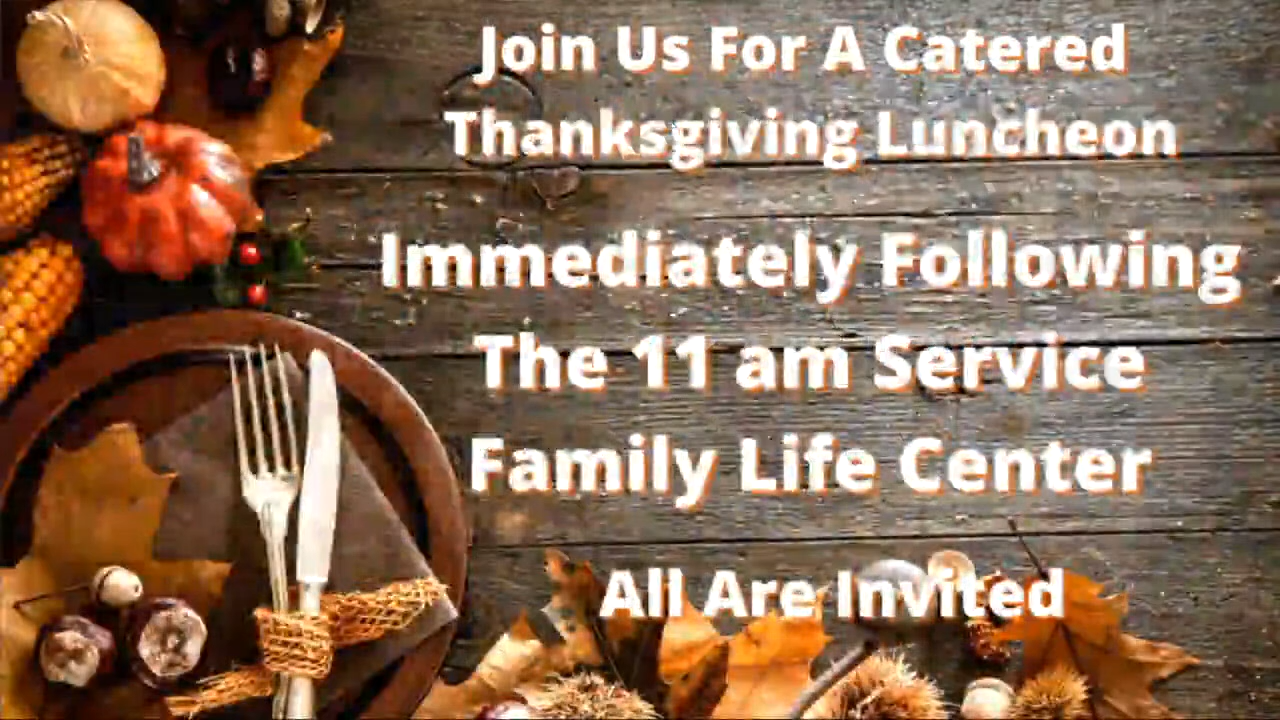 Join Us For A Catered
Thanksgiving Luncheon
Immediately Following
The 11 am Service
Family Life Center
All Are Invited